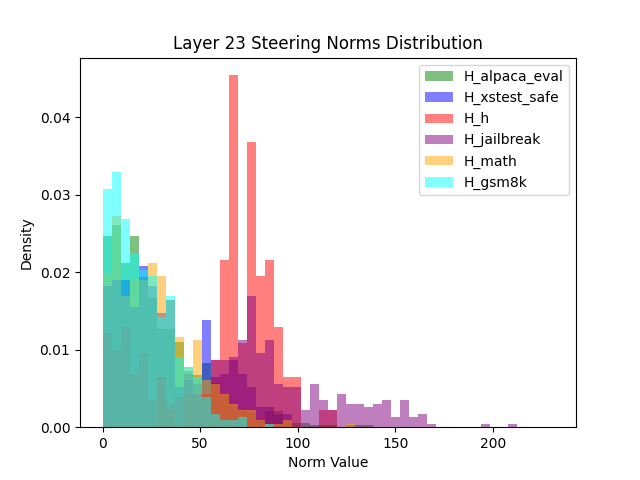 Layer 23 Steering Norms Distribution
H_alpaca_eval
H_xstest_safe
H_h
H_jailbreak
H_math
H_gsm8k
0.04
0.03
0.02
0.01
0.00
Density
0
50
100
150
200
Norm Value